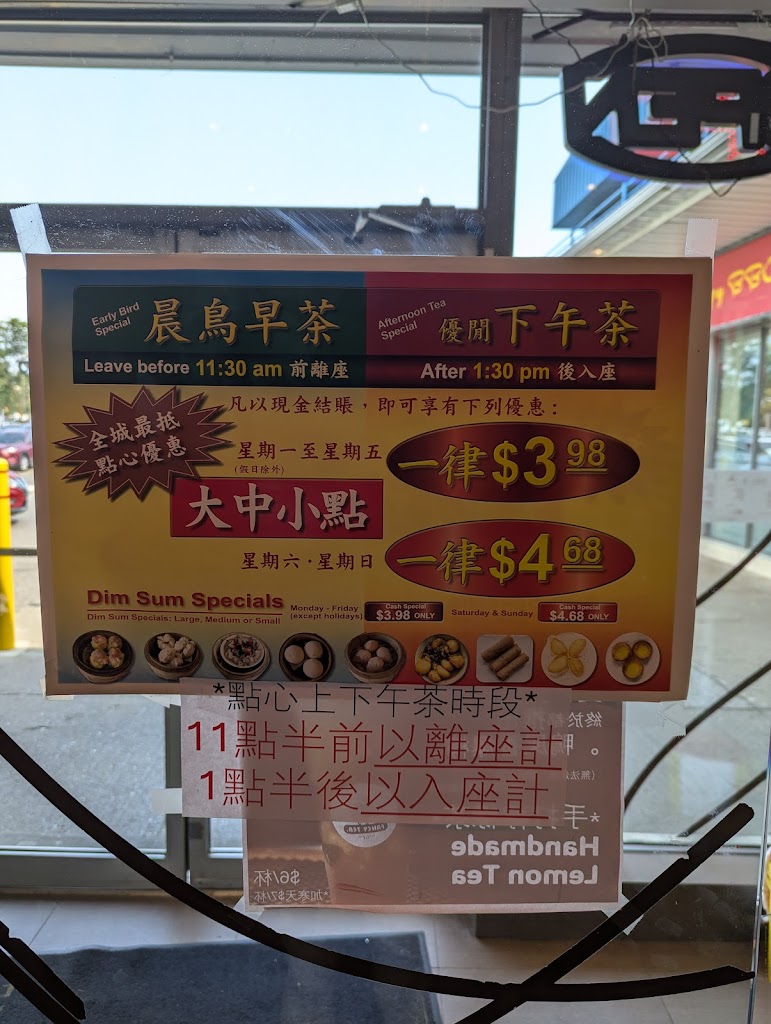 Early Bird
Special
晨鳥早茶
Leave before 11:30 am 前離座
Afternoon Tea
Special
優閒下午茶
After 1:30 pm 後入座
凡以現金結賬，即可享有下列優惠：
全城最抵
點心優惠
星期一至星期五
(假日除外)
一律 $3.98
大中小點
星期六·星期日
一律 $4.68
Dim Sum Specials
Dim Sum Specials: Large, Medium or Small
Monday - Friday
(except holidays)
Cash Special
$3.98 ONLY
Saturday & Sunday
Cash Special
$4.68 ONLY
*點心上下午茶時段*
11點半前以離座計
1點半後以入座計
Handmade
Lemon Tea
$6/杯
*加寒天$7/杯